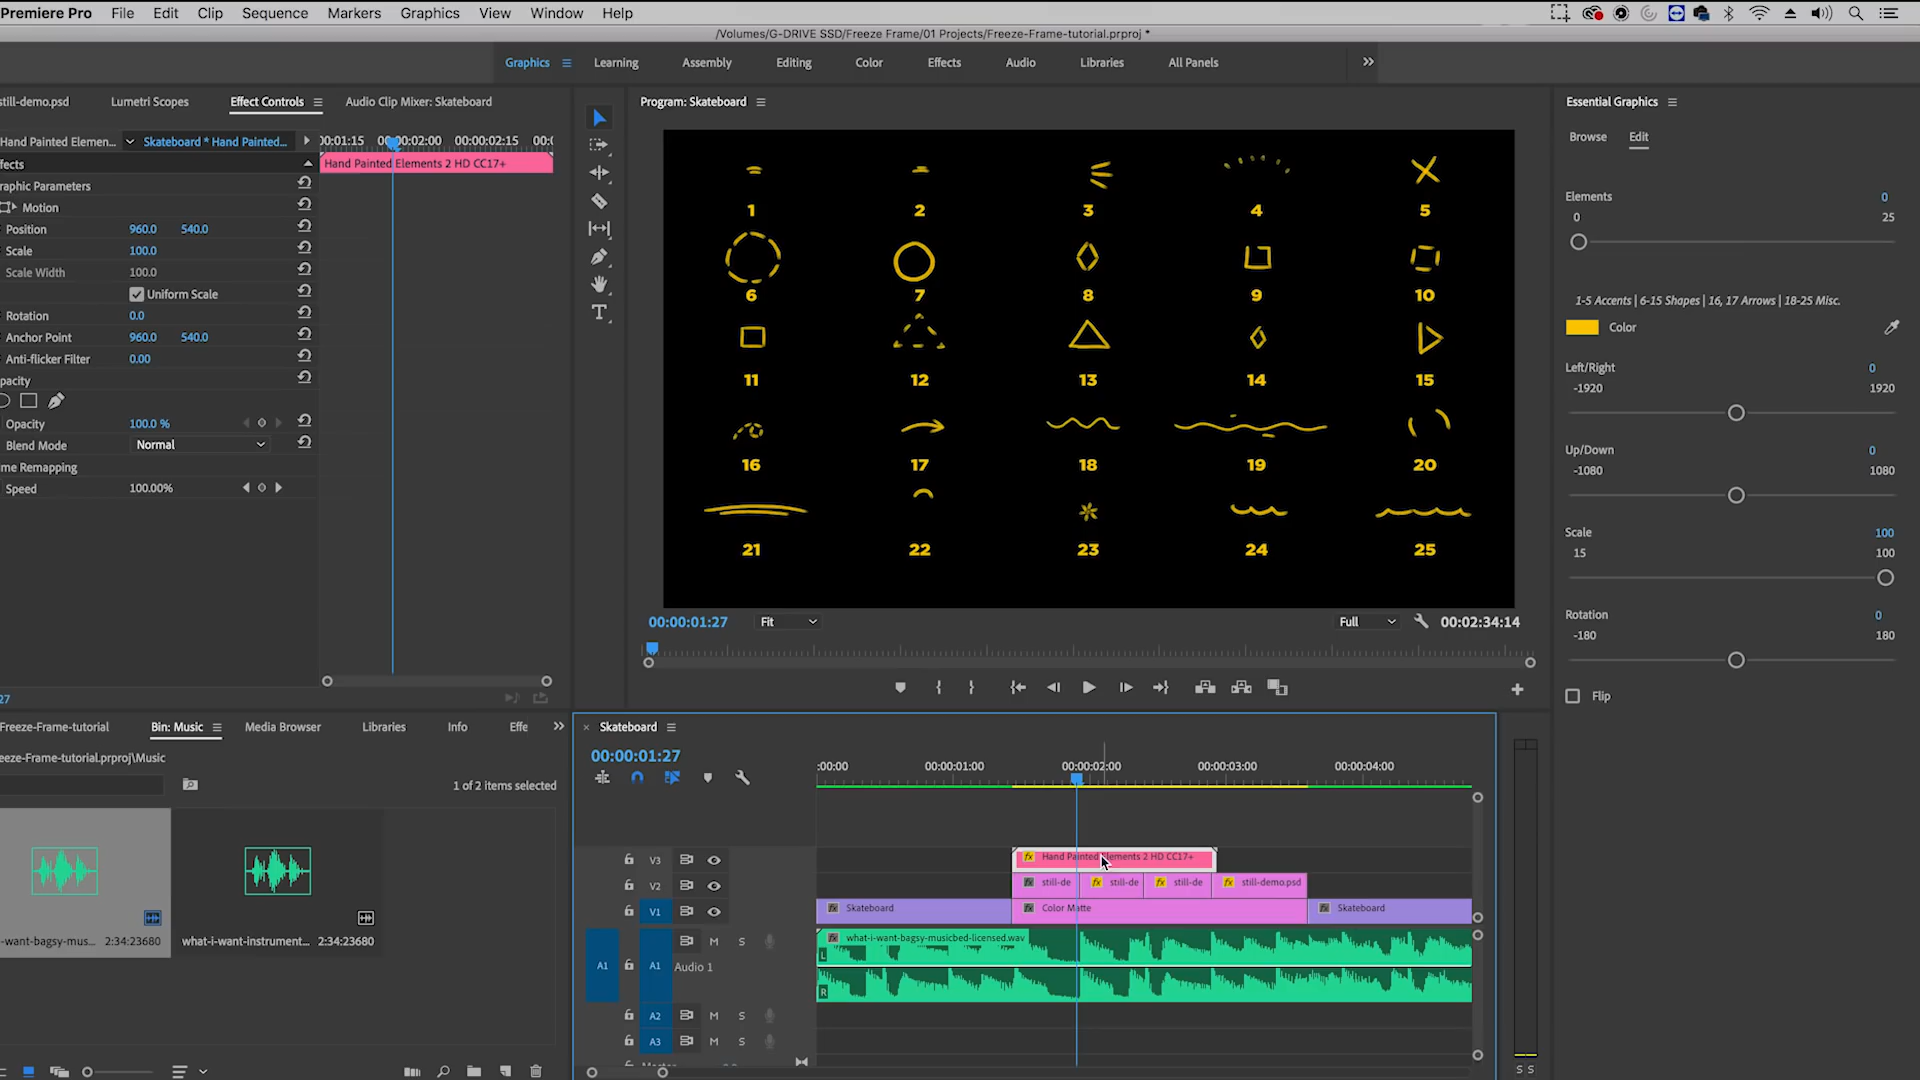 Premiere Pro File Edit Clip Sequence Markers Graphics View Window Help
/Volumes/G-DRIVE SSD/Freeze Frame/01 Projects/Freeze-Frame-tutorial.prproj *
Graphics Learning Assembly Editing Color Effects Audio Libraries All Panels
still-demo.psd Lumetri Scopes Effect Controls Audio Clip Mixer: Skateboard
Hand Painted Elemen... Skateboard * Hand Painted...
00:01:15 00:00:02:00 00:00:02:15 00:0
Hand Painted Elements 2 HD CC17+
fects
raphic Parameters
Motion
Position 960.0 540.0
Scale 100.0
Scale Width 100.0
Uniform Scale
Rotation 0.0
Anchor Point 960.0 540.0
Anti-flicker Filter 0.00
pacity
Opacity 100.0 %
Blend Mode Normal
me Remapping
Speed 100.00%
27
Program: Skateboard
1 2 3 4 5
6 7 8 9 10
11 12 13 14 15
16 17 18 19 20
21 22 23 24 25
00:00:01:27 Fit Full 00:02:34:14
Essential Graphics
Browse Edit
Elements 0
0 25
1-5 Accents | 6-15 Shapes | 16, 17 Arrows | 18-25 Misc.
Color
Left/Right 0
-1920 1920
Up/Down 0
-1080 1080
Scale 100
15 100
Rotation 0
-180 180
Flip
Freeze-Frame-tutorial Bin: Music Media Browser Libraries Info Effe
eeze-Frame-tutorial.prproj\Music
1 of 2 items selected
-want-bagsy-mus... 2:34:23680
what-i-want-instrument... 2:34:23680
Skateboard
00:00:01:27
:00:00 00:00:01:00 00:00:02:00 00:00:03:00 00:00:04:00
V3 Hand Painted Elements 2 HD CC17+
V2 still-de still-de still-de still-demo.psd
V1 Skateboard Color Matte Skateboard
A1 A1 M S what-i-want-bagsy-musicbed-licensed.wav
Audio 1
L
R
A2 M S
A3 M S
S S